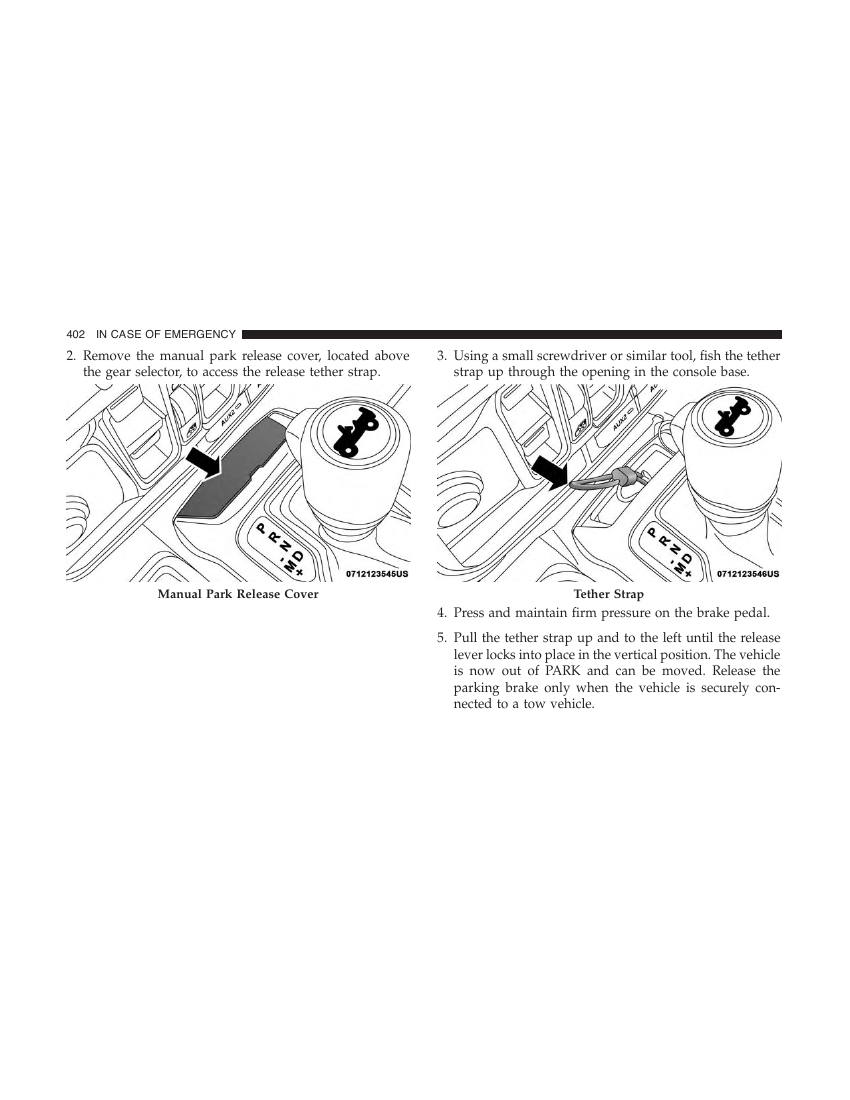 402 IN CASE OF EMERGENCY
2. Remove the manual park release cover, located above
the gear selector, to access the release tether strap.
AUX2
P
R
N
-
M D
+
0712123545US
Manual Park Release Cover
3. Using a small screwdriver or similar tool, fish the tether
strap up through the opening in the console base.
AUX2
P
R
N
-
M D
+
0712123546US
Tether Strap
4. Press and maintain firm pressure on the brake pedal.
5. Pull the tether strap up and to the left until the release
lever locks into place in the vertical position. The vehicle
is now out of PARK and can be moved. Release the
parking brake only when the vehicle is securely con-
nected to a tow vehicle.